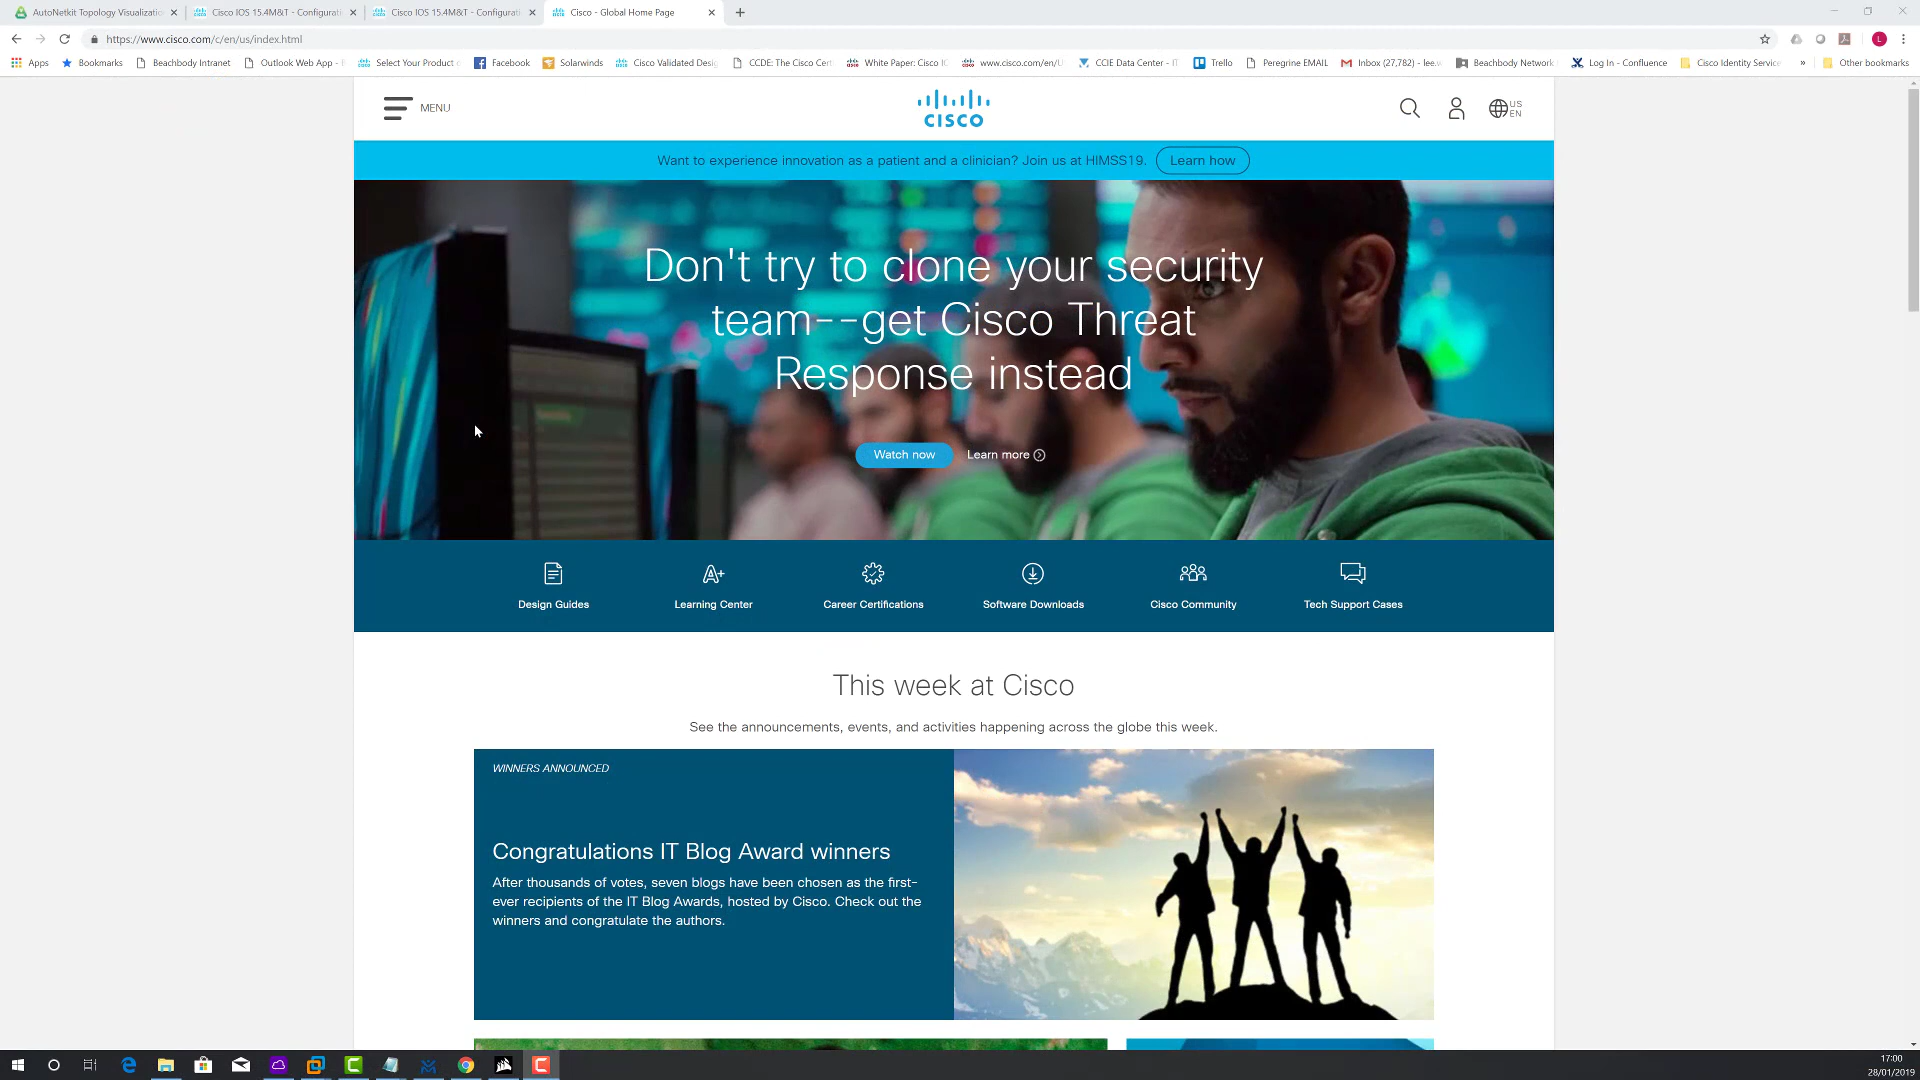 AutoNetkit Topology Visualizatio
Cisco IOS 15.4M&T - Configurati
Cisco IOS 15.4M&T - Configurat
Cisco - Global Home Page
https://www.cisco.com/c/en/us/index.html
Apps
Bookmarks
Beachbody Intranet
Outlook Web App -
Select Your Product
Facebook
Solarwinds
Cisco Validated Desig
CCDE: The Cisco Cert
White Paper: Cisco I
www.cisco.com/en/U
CCIE Data Center - I
Trello
Peregrine EMAIL
Inbox (27,782) - lee.w
Beachbody Network
Log In - Confluence
Cisco Identity Service
»
Other bookmarks
MENU
CISCO
US
EN
Want to experience innovation as a patient and a clinician? Join us at HIMSS19.
Learn how
Don't try to clone your security
team--get Cisco Threat
Response instead
Watch now
Learn more
Design Guides
Learning Center
Career Certifications
Software Downloads
Cisco Community
Tech Support Cases
This week at Cisco
See the announcements, events, and activities happening across the globe this week.
WINNERS ANNOUNCED
Congratulations IT Blog Award winners
After thousands of votes, seven blogs have been chosen as the first-
ever recipients of the IT Blog Awards, hosted by Cisco. Check out the
winners and congratulate the authors.
17:00
28/01/2019